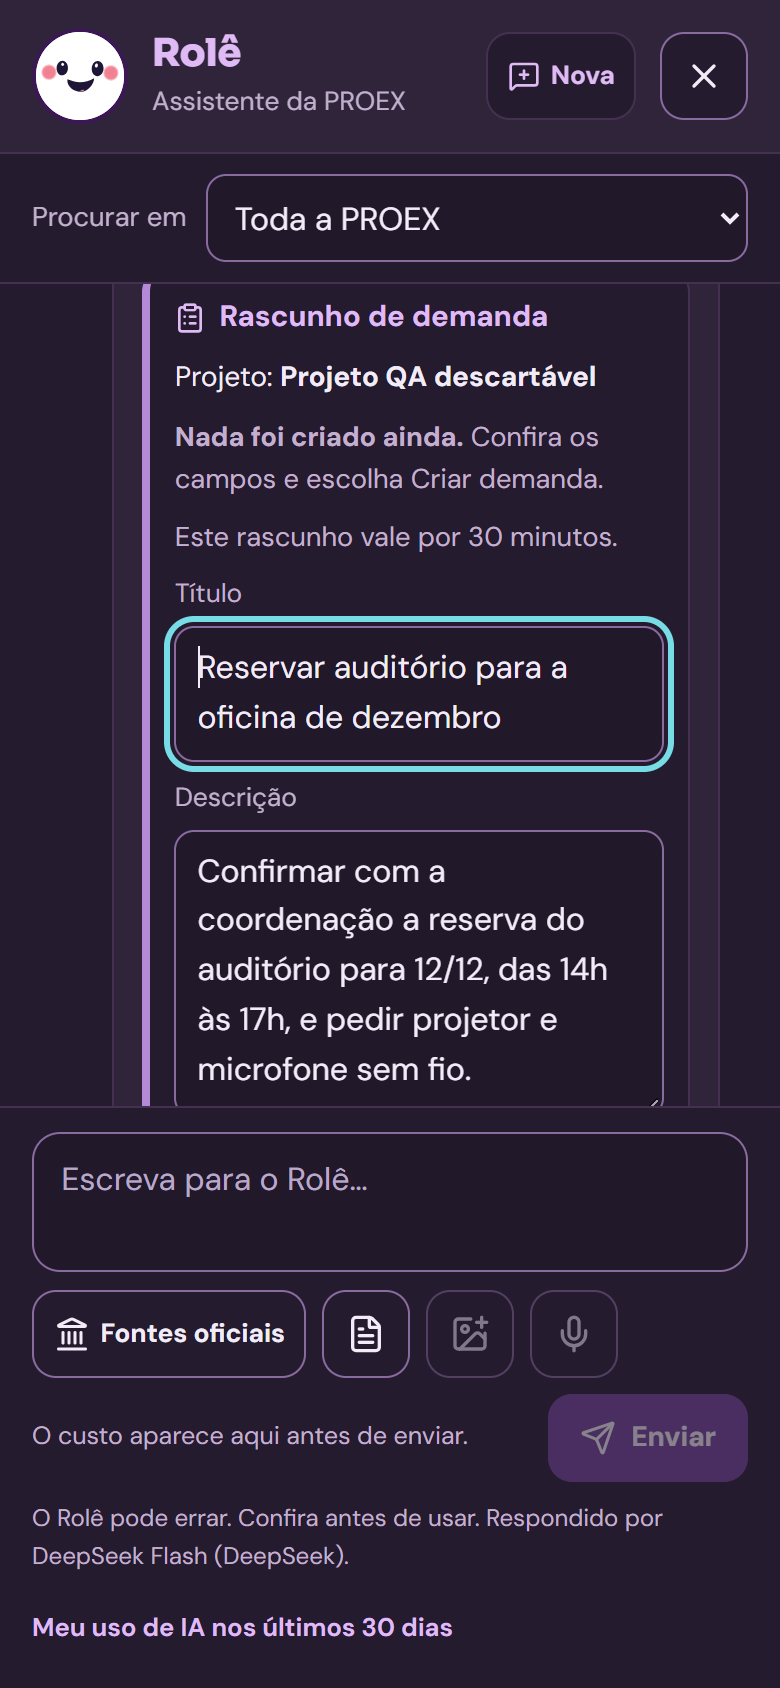 Rolê
Assistente da PROEX
Nova
Procurar em
Toda a PROEX
Rascunho de demanda
Projeto: Projeto QA descartável
Nada foi criado ainda. Confira os
campos e escolha Criar demanda.
Este rascunho vale por 30 minutos.
Título
Reservar auditório para a
oficina de dezembro
Descrição
Confirmar com a
coordenação a reserva do
auditório para 12/12, das 14h
às 17h, e pedir projetor e
microfone sem fio.
Escreva para o Rolê...
Fontes oficiais
O custo aparece aqui antes de enviar.
Enviar
O Rolê pode errar. Confira antes de usar. Respondido por
DeepSeek Flash (DeepSeek).
Meu uso de IA nos últimos 30 dias